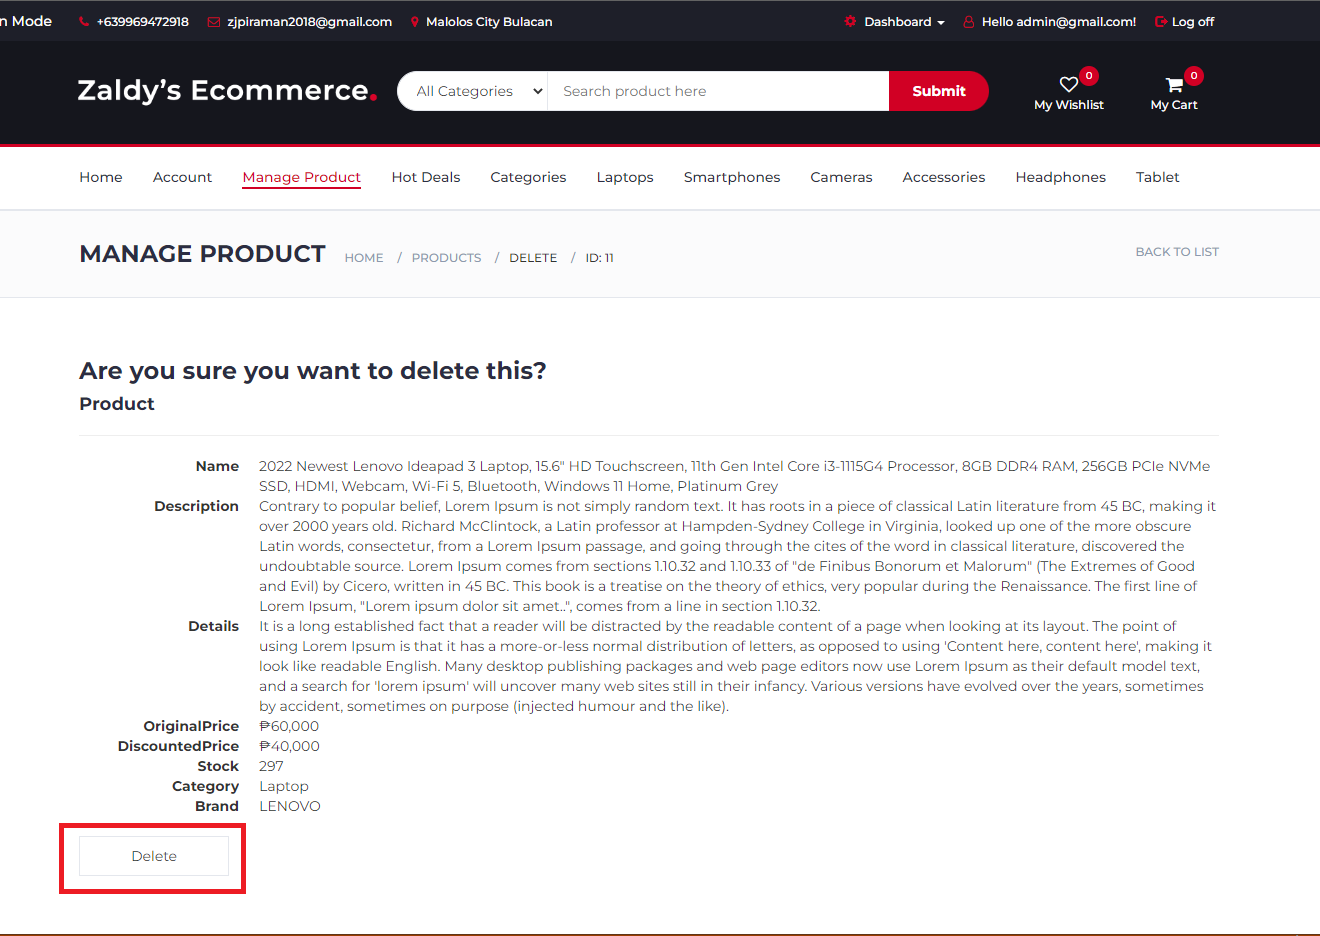 n Mode
+639969472918
zjpiraman2018@gmail.com
Malolos City Bulacan
Dashboard
Hello admin@gmail.com!
Log off
Zaldy's Ecommerce.
All Categories
Search product here
Submit
0
My Wishlist
0
My Cart
Home
Account
Manage Product
Hot Deals
Categories
Laptops
Smartphones
Cameras
Accessories
Headphones
Tablet
MANAGE PRODUCT
HOME / PRODUCTS / DELETE / ID: 11
BACK TO LIST
Are you sure you want to delete this?
Product
Name
2022 Newest Lenovo Ideapad 3 Laptop, 15.6" HD Touchscreen, 11th Gen Intel Core i3-1115G4 Processor, 8GB DDR4 RAM, 256GB PCIe NVMe
SSD, HDMI, Webcam, Wi-Fi 5, Bluetooth, Windows 11 Home, Platinum Grey
Description
Contrary to popular belief, Lorem Ipsum is not simply random text. It has roots in a piece of classical Latin literature from 45 BC, making it
over 2000 years old. Richard McClintock, a Latin professor at Hampden-Sydney College in Virginia, looked up one of the more obscure
Latin words, consectetur, from a Lorem Ipsum passage, and going through the cites of the word in classical literature, discovered the
undoubtable source. Lorem Ipsum comes from sections 1.10.32 and 1.10.33 of "de Finibus Bonorum et Malorum" (The Extremes of Good
and Evil) by Cicero, written in 45 BC. This book is a treatise on the theory of ethics, very popular during the Renaissance. The first line of
Lorem Ipsum, "Lorem ipsum dolor sit amet..", comes from a line in section 1.10.32.
Details
It is a long established fact that a reader will be distracted by the readable content of a page when looking at its layout. The point of
using Lorem Ipsum is that it has a more-or-less normal distribution of letters, as opposed to using 'Content here, content here', making it
look like readable English. Many desktop publishing packages and web page editors now use Lorem Ipsum as their default model text,
and a search for 'lorem ipsum' will uncover many web sites still in their infancy. Various versions have evolved over the years, sometimes
by accident, sometimes on purpose (injected humour and the like).
OriginalPrice
₱60,000
DiscountedPrice
₱40,000
Stock
297
Category
Laptop
Brand
LENOVO
Delete